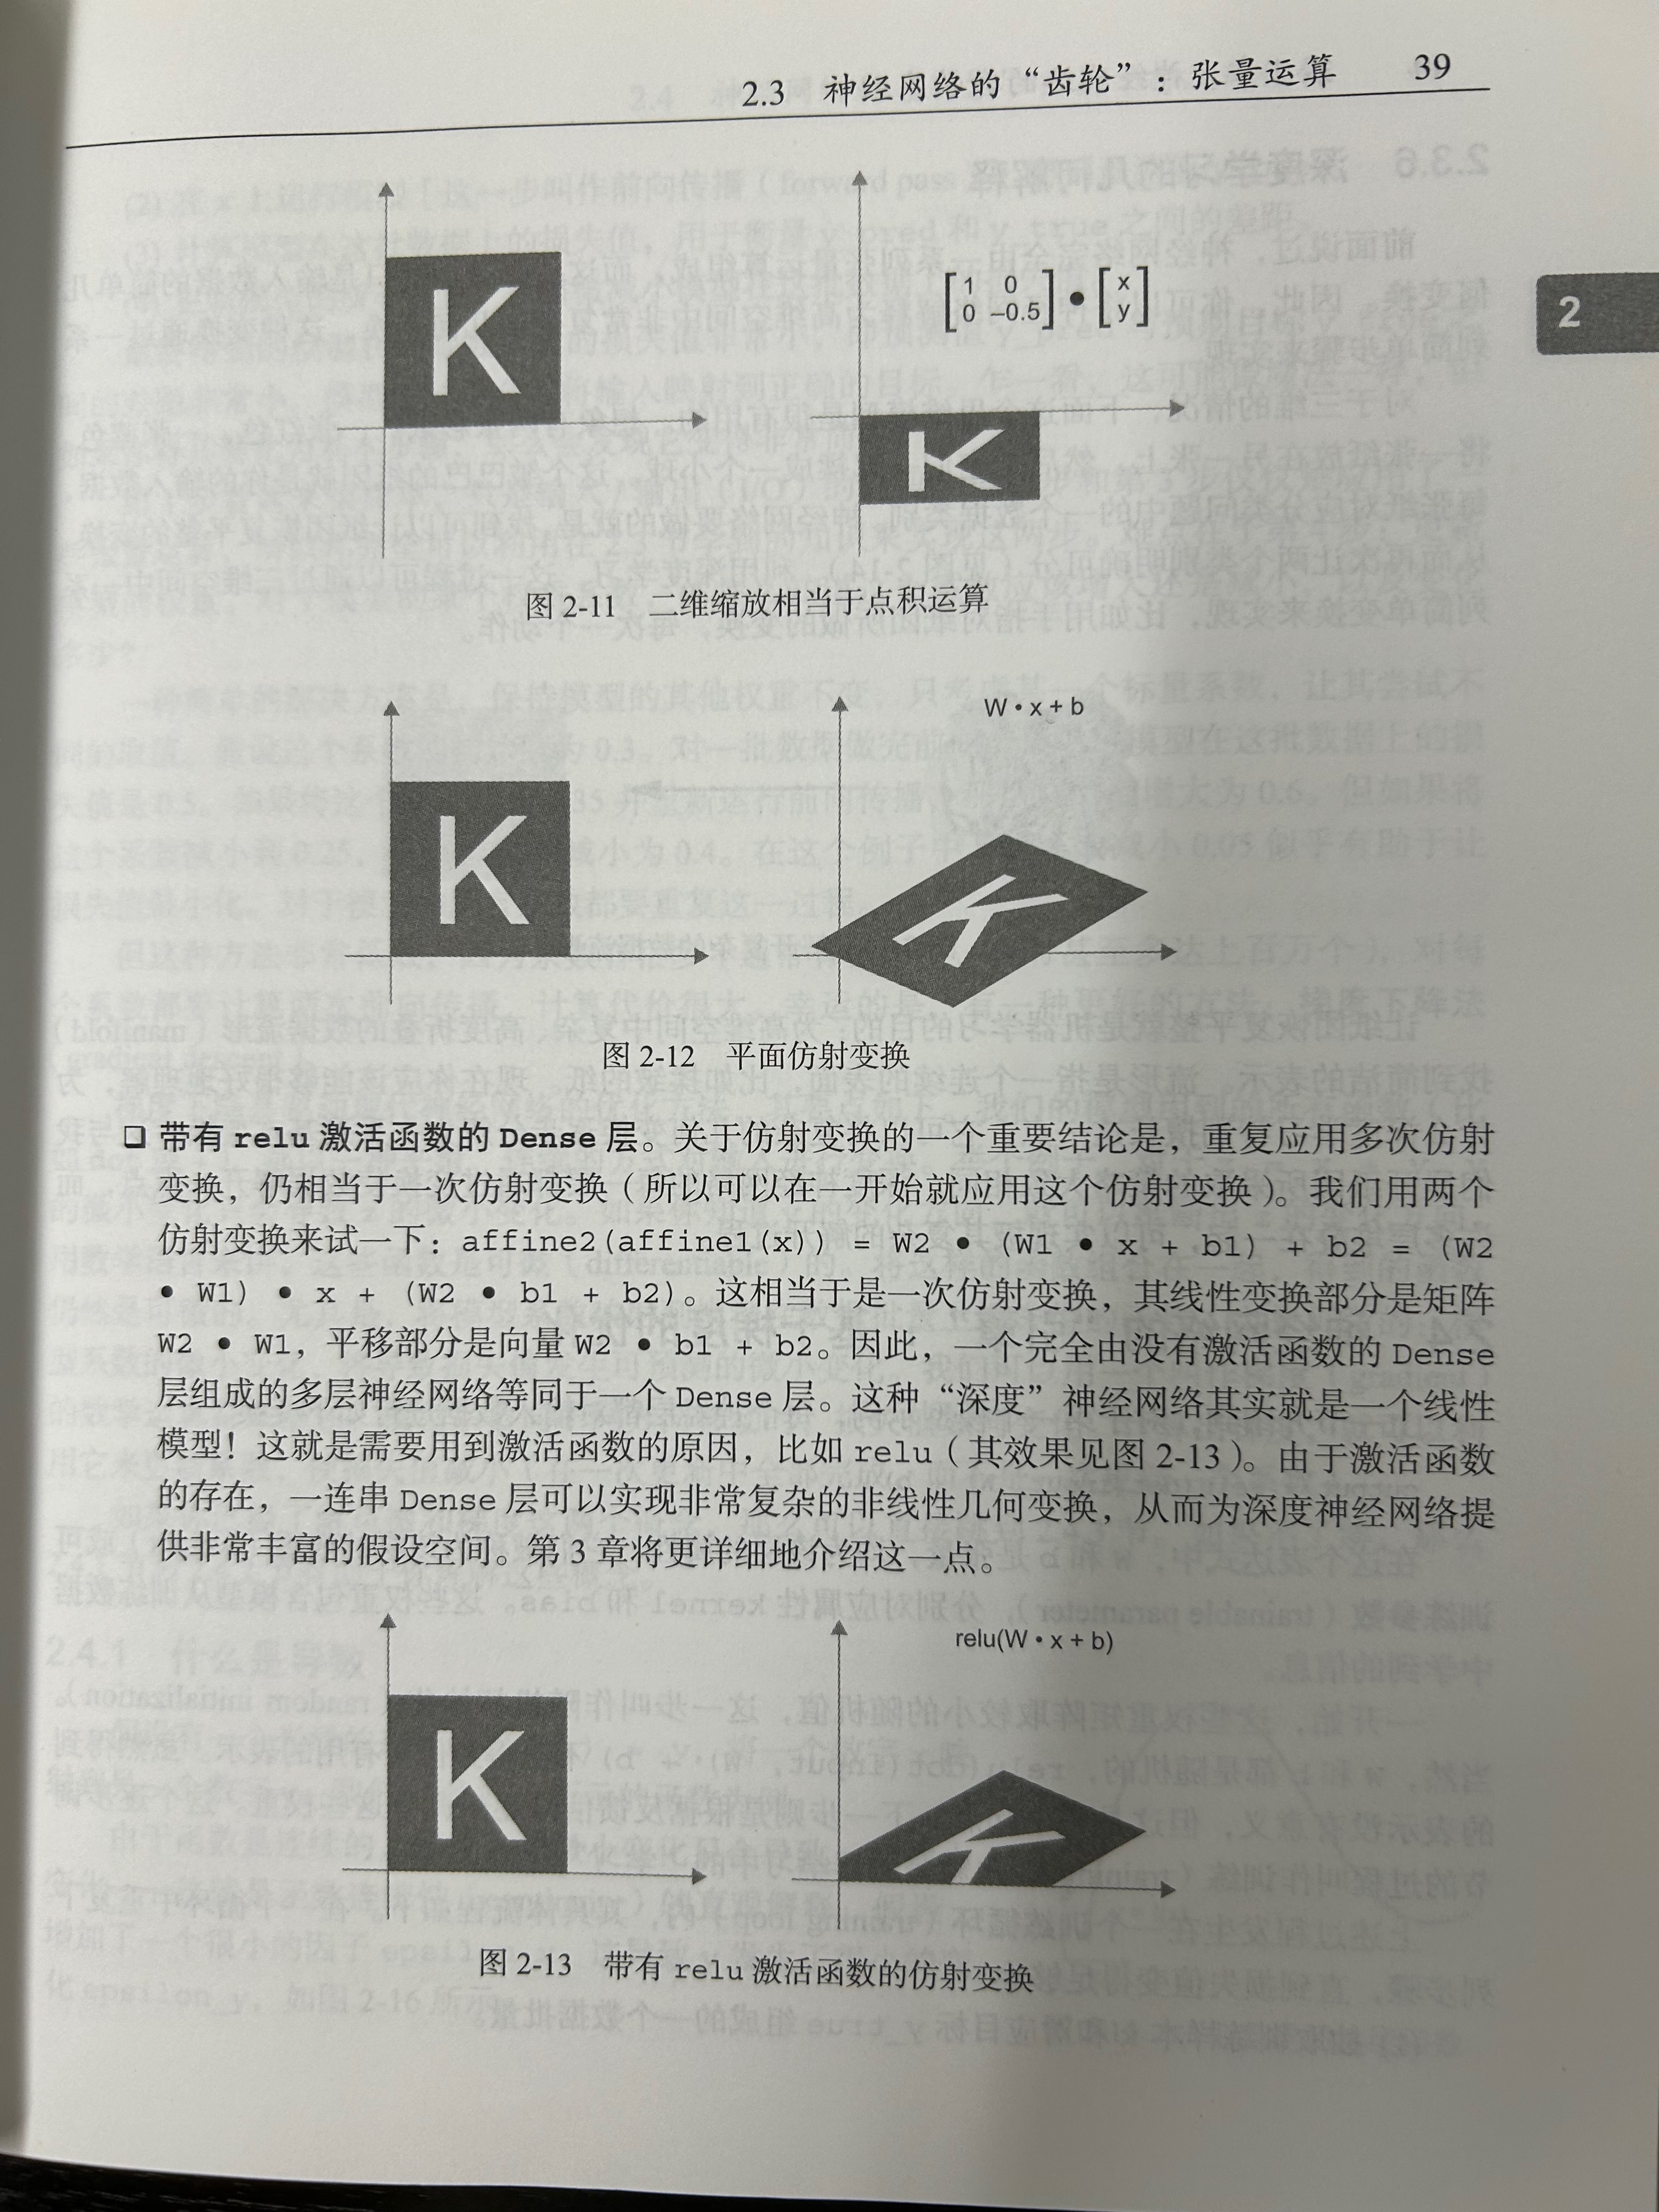 2.3 神经网络的“齿轮”：张量运算 39
2
K
[1 0
0 -0.5] • [x
y]
K
图 2-11 二维缩放相当于点积运算
W • x + b
K
K
图 2-12 平面仿射变换
❑ 带有 relu 激活函数的 Dense 层。关于仿射变换的一个重要结论是，重复应用多次仿射
变换，仍相当于一次仿射变换（所以可以在一开始就应用这个仿射变换）。我们用两个
仿射变换来试一下：affine2(affine1(x)) = W2 • (W1 • x + b1) + b2 = (W2
• W1) • x + (W2 • b1 + b2)。这相当于是一次仿射变换，其线性变换部分是矩阵
W2 • W1，平移部分是向量 W2 • b1 + b2。因此，一个完全由没有激活函数的 Dense
层组成的多层神经网络等同于一个 Dense 层。这种“深度”神经网络其实就是一个线性
模型！这就是需要用到激活函数的原因，比如 relu（其效果见图 2-13）。由于激活函数
的存在，一连串 Dense 层可以实现非常复杂的非线性几何变换，从而为深度神经网络提
供非常丰富的假设空间。第 3 章将更详细地介绍这一点。
relu(W • x + b)
K
K
图 2-13 带有 relu 激活函数的仿射变换